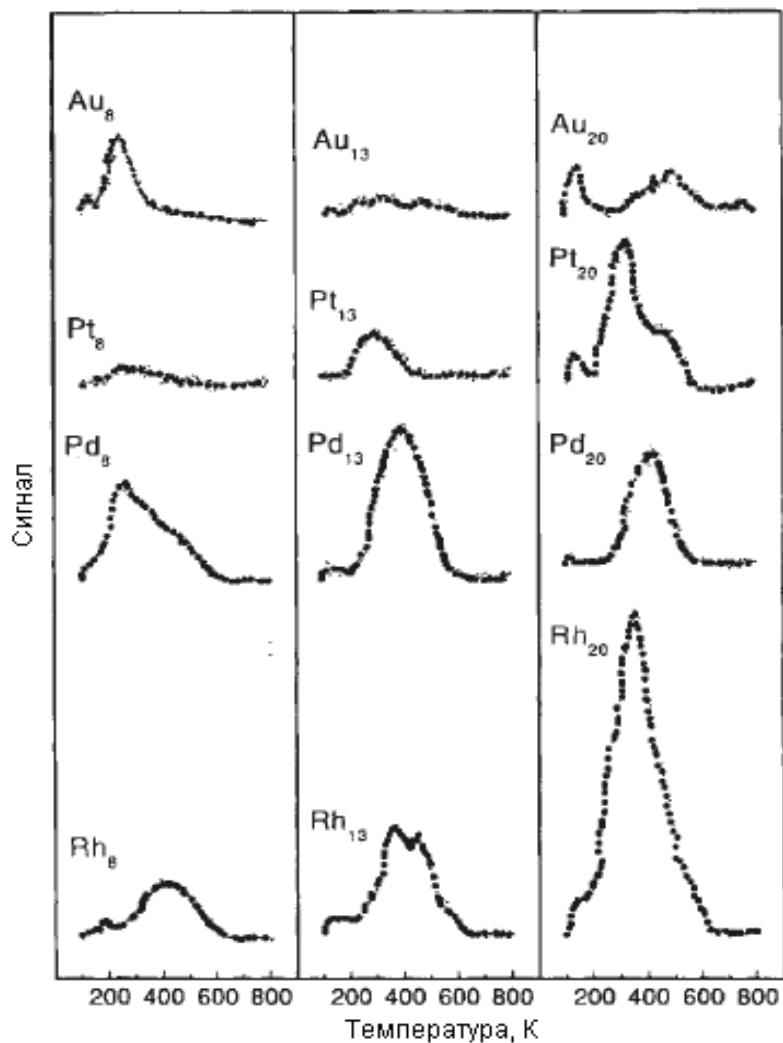 Au₈
Au₁₃
Au₂₀
Pt₈
Pt₁₃
Pt₂₀
Pd₈
Pd₁₃
Pd₂₀
Rh₈
Rh₁₃
Rh₂₀
Сигнал
200 400 600 800
200 400 600 800
200 400 600 800
Температура, К